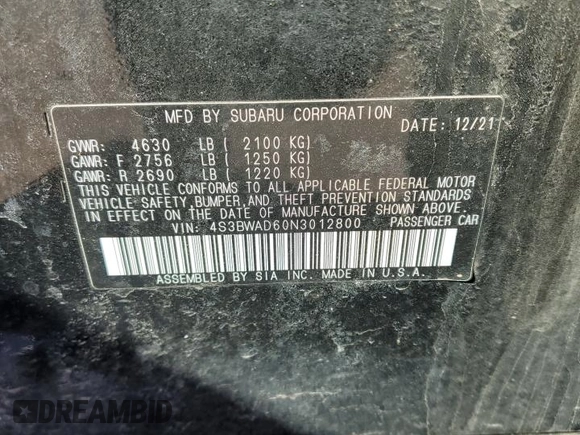 MFD BY SUBARU CORPORATION
DATE: 12/21
GVWR: 4630 LB ( 2100 KG)
GAWR: F 2756 LB ( 1250 KG)
GAWR: R 2690 LB ( 1220 KG)
THIS VEHICLE CONFORMS TO ALL APPLICABLE FEDERAL MOTOR
VEHICLE SAFETY, BUMPER, AND THEFT PREVENTION STANDARDS
IN EFFECT ON THE DATE OF MANUFACTURE SHOWN ABOVE.
VIN: 4S3BWAD60N3012800 PASSENGER CAR
ASSEMBLED BY SIA INC. MADE IN U.S.A.
DREAMBID